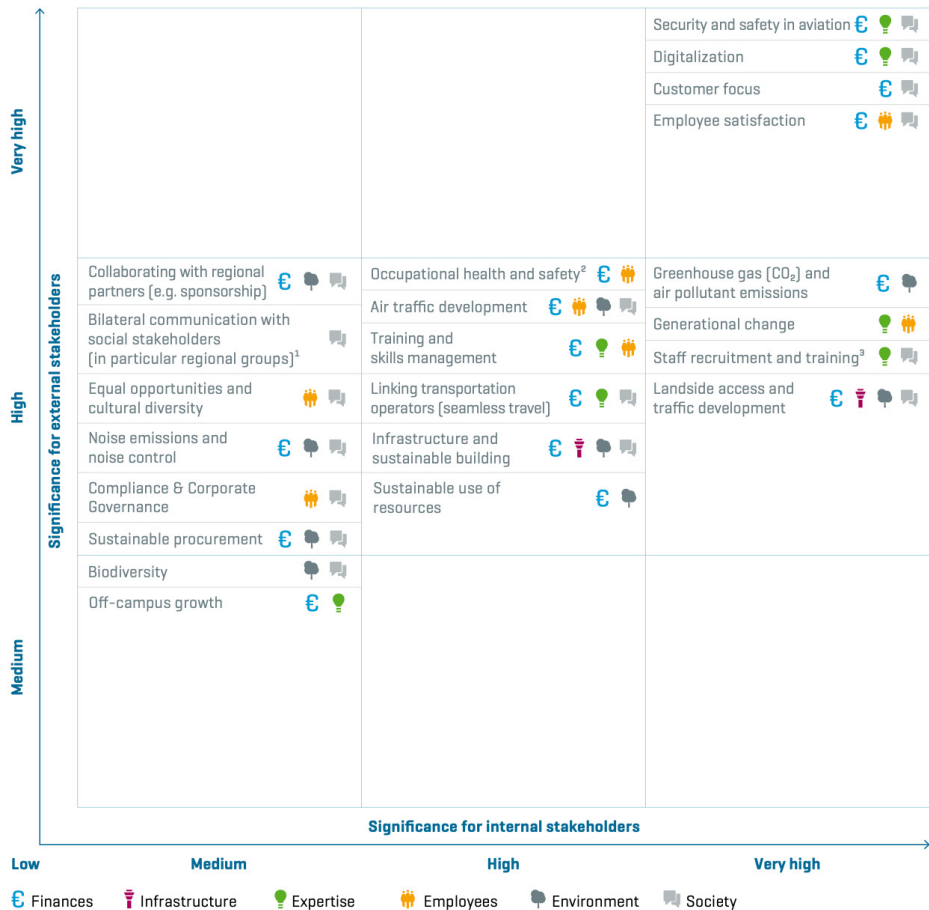 Security and safety in aviation
Digitalization
Customer focus
Employee satisfaction
Very high
Significance for external stakeholders
High
Medium
Collaborating with regional
partners (e.g. sponsorship)
Bilateral communication with
social stakeholders
(in particular regional groups)¹
Equal opportunities and
cultural diversity
Noise emissions and
noise control
Compliance & Corporate
Governance
Sustainable procurement
Biodiversity
Off-campus growth
Occupational health and safety²
Air traffic development
Training and
skills management
Linking transportation
operators (seamless travel)
Infrastructure and
sustainable building
Sustainable use of
resources
Greenhouse gas (CO₂) and
air pollutant emissions
Generational change
Staff recruitment and training³
Landside access and
traffic development
Significance for internal stakeholders
Low
Medium
High
Very high
€ Finances
Infrastructure
Expertise
Employees
Environment
Society